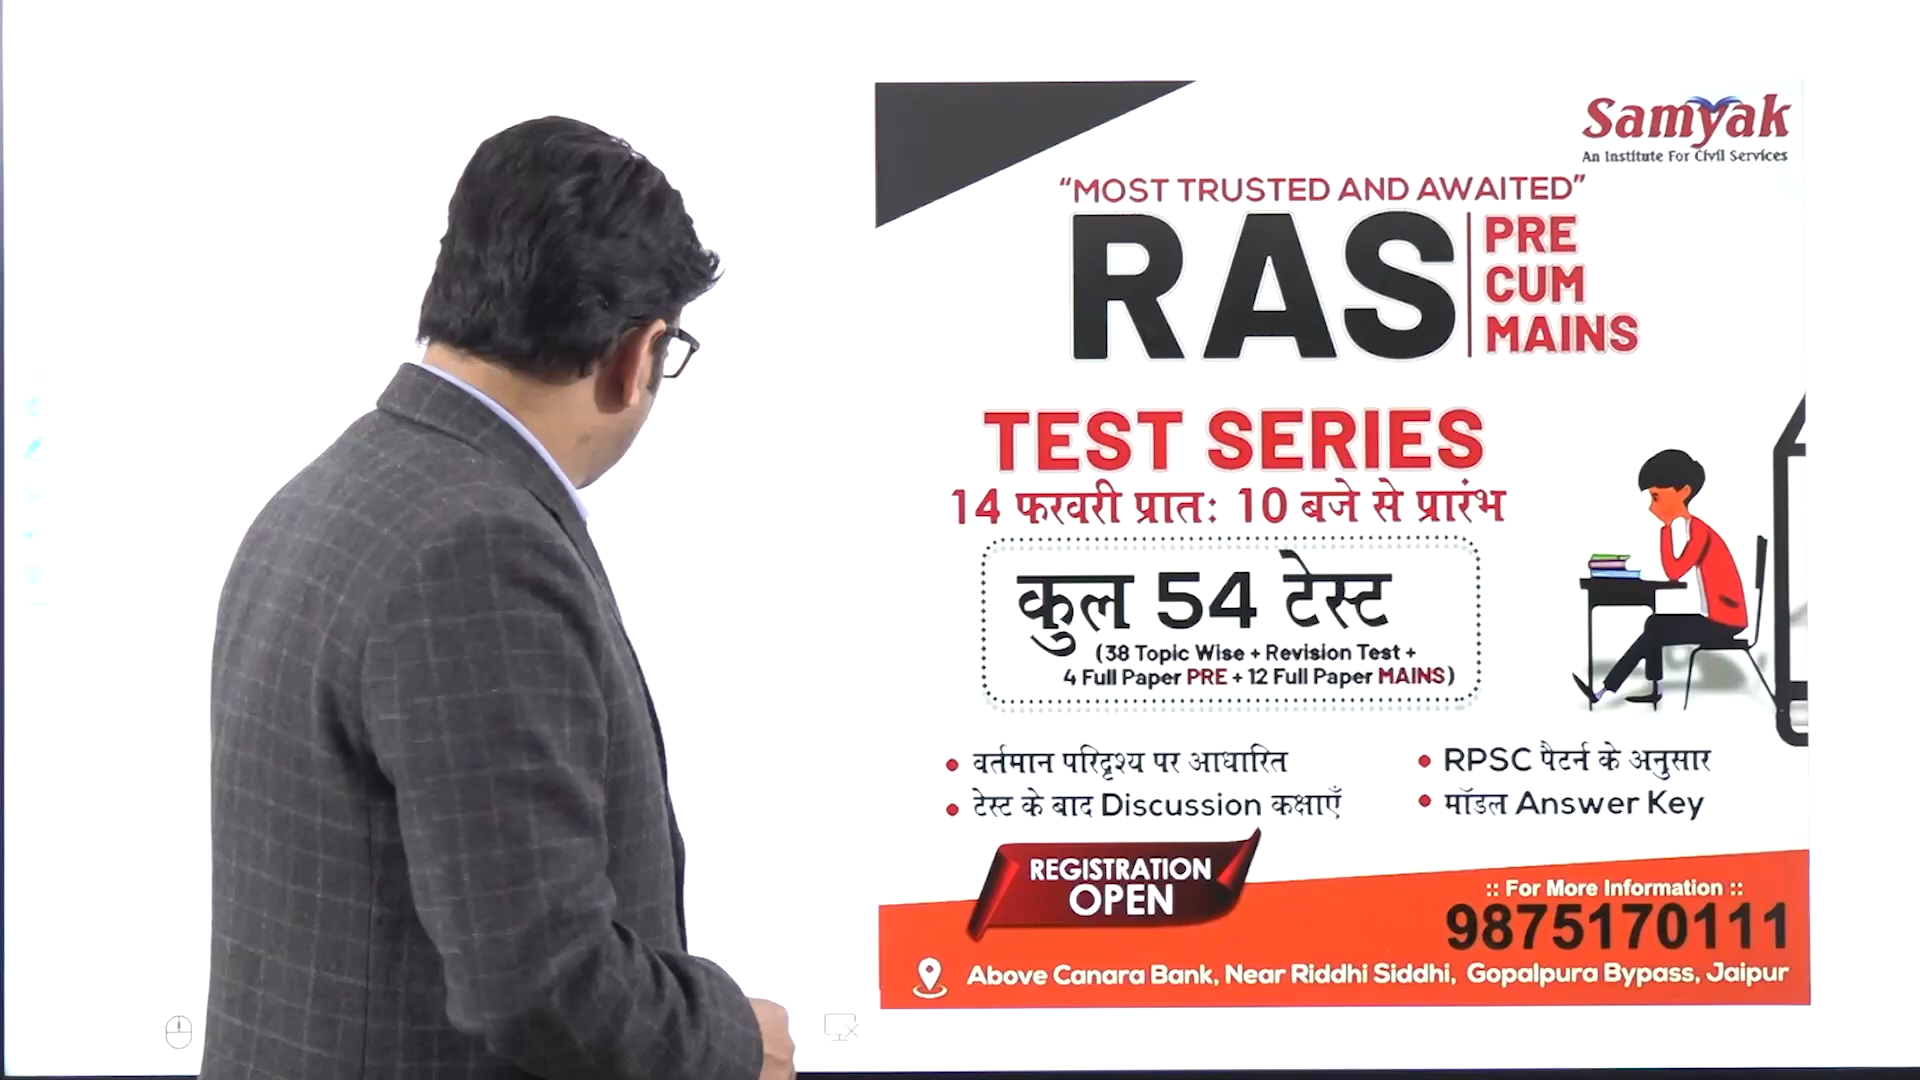 Samyak
An Institute For Civil Services
“MOST TRUSTED AND AWAITED”
RAS
PRE
CUM
MAINS
TEST SERIES
14 फरवरी प्रातः 10 बजे से प्रारंभ
कुल 54 टेस्ट
(38 Topic Wise + Revision Test +
4 Full Paper PRE + 12 Full Paper MAINS)
• वर्तमान परिदृश्य पर आधारित
• टेस्ट के बाद Discussion कक्षाएँ
• RPSC पैटर्न के अनुसार
• मॉडल Answer Key
REGISTRATION
OPEN
:: For More Information ::
9875170111
Above Canara Bank, Near Riddhi Siddhi, Gopalpura Bypass, Jaipur